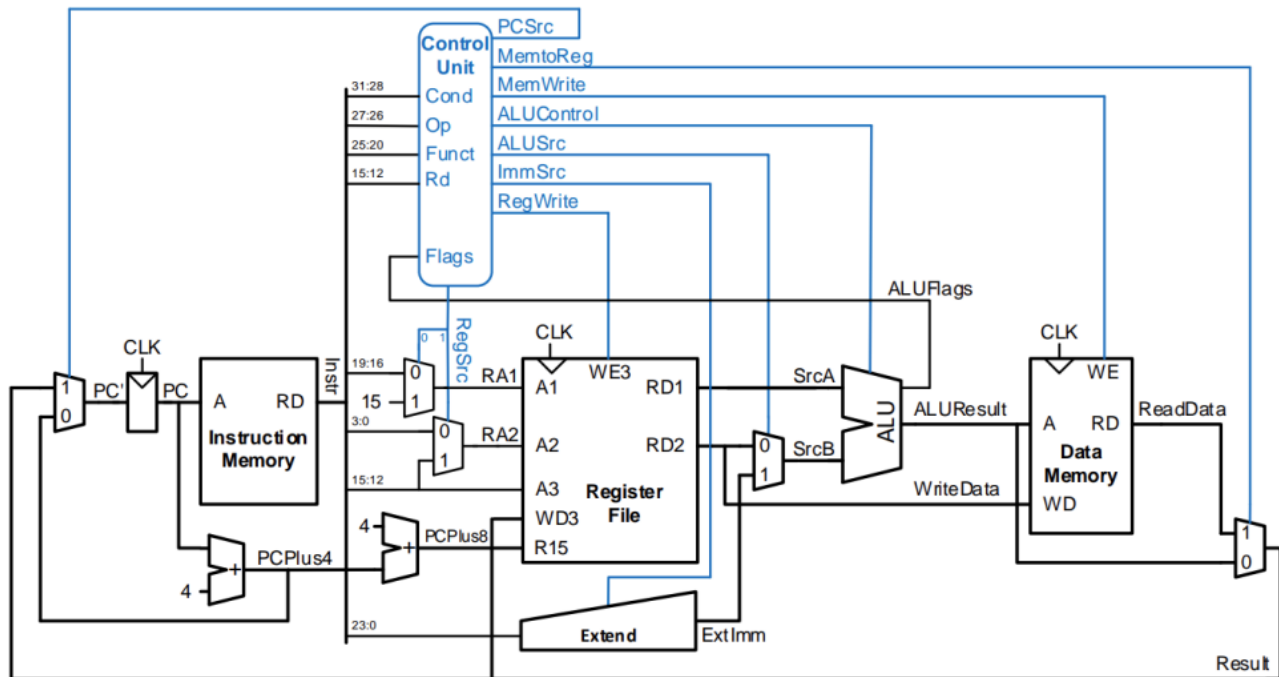 PCSrc
Control
Unit
MemtoReg
31:28
Cond
MemWrite
27:26
Op
ALUControl
25:20
Funct
ALUSrc
15:12
Rd
ImmSrc
RegWrite
Flags
ALUFlags
RegSrc
0 1
CLK
CLK
CLK
Instr
19:16
0
1
15
RA1
A1
WE3
RD1
SrcA
WE
1
0
PC'
PC
A
RD
Instruction
Memory
3:0
0
1
RA2
A2
RD2
0
1
SrcB
ALU
ALUResult
A
RD
ReadData
Data
Memory
15:12
A3
Register
File
WriteData
WD
WD3
4
+
PCPlus8
R15
1
0
PCPlus4
4
+
23:0
Extend
ExtImm
Result